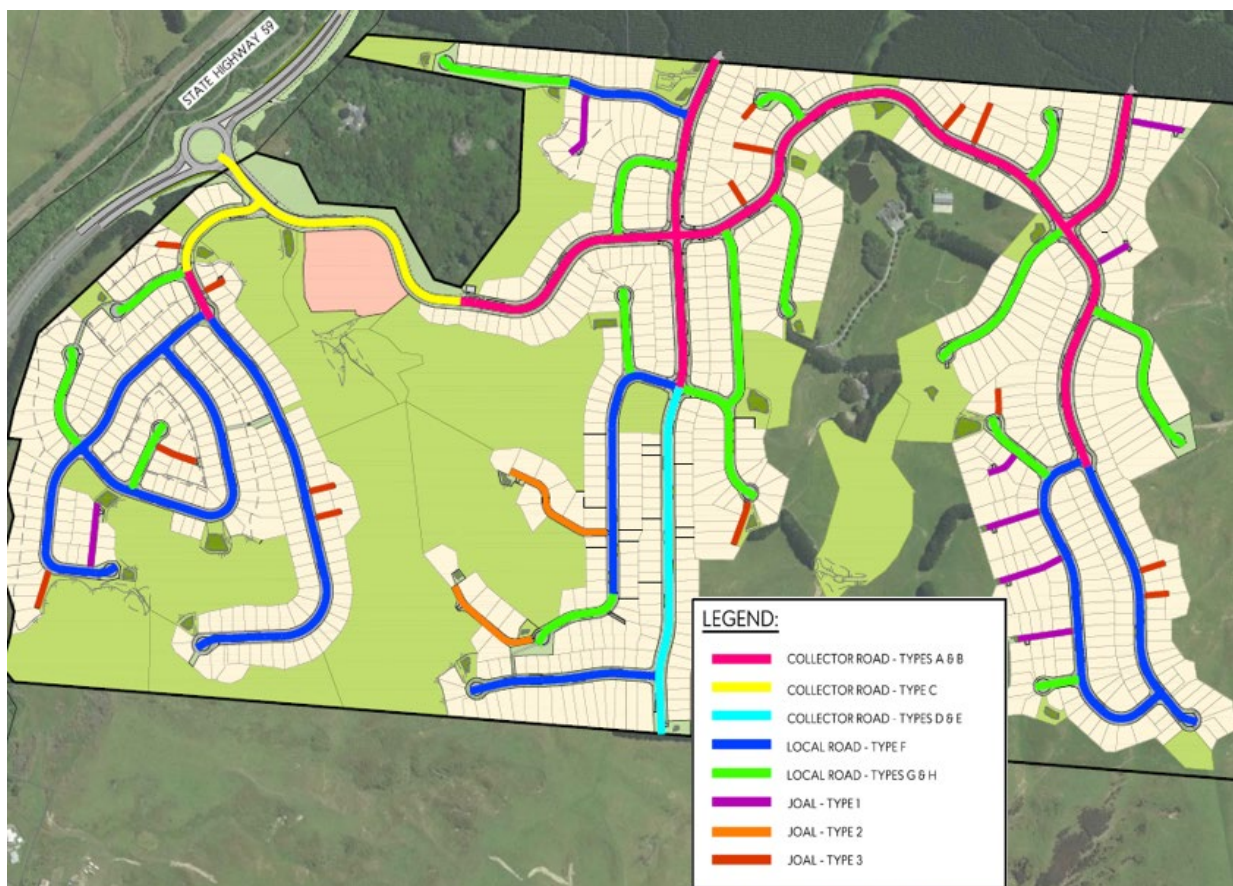 STATE HIGHWAY 59
LEGEND:
COLLECTOR ROAD - TYPES A & B
COLLECTOR ROAD - TYPE C
COLLECTOR ROAD - TYPES D & E
LOCAL ROAD - TYPE F
LOCAL ROAD - TYPES G & H
JOAL - TYPE 1
JOAL - TYPE 2
JOAL - TYPE 3